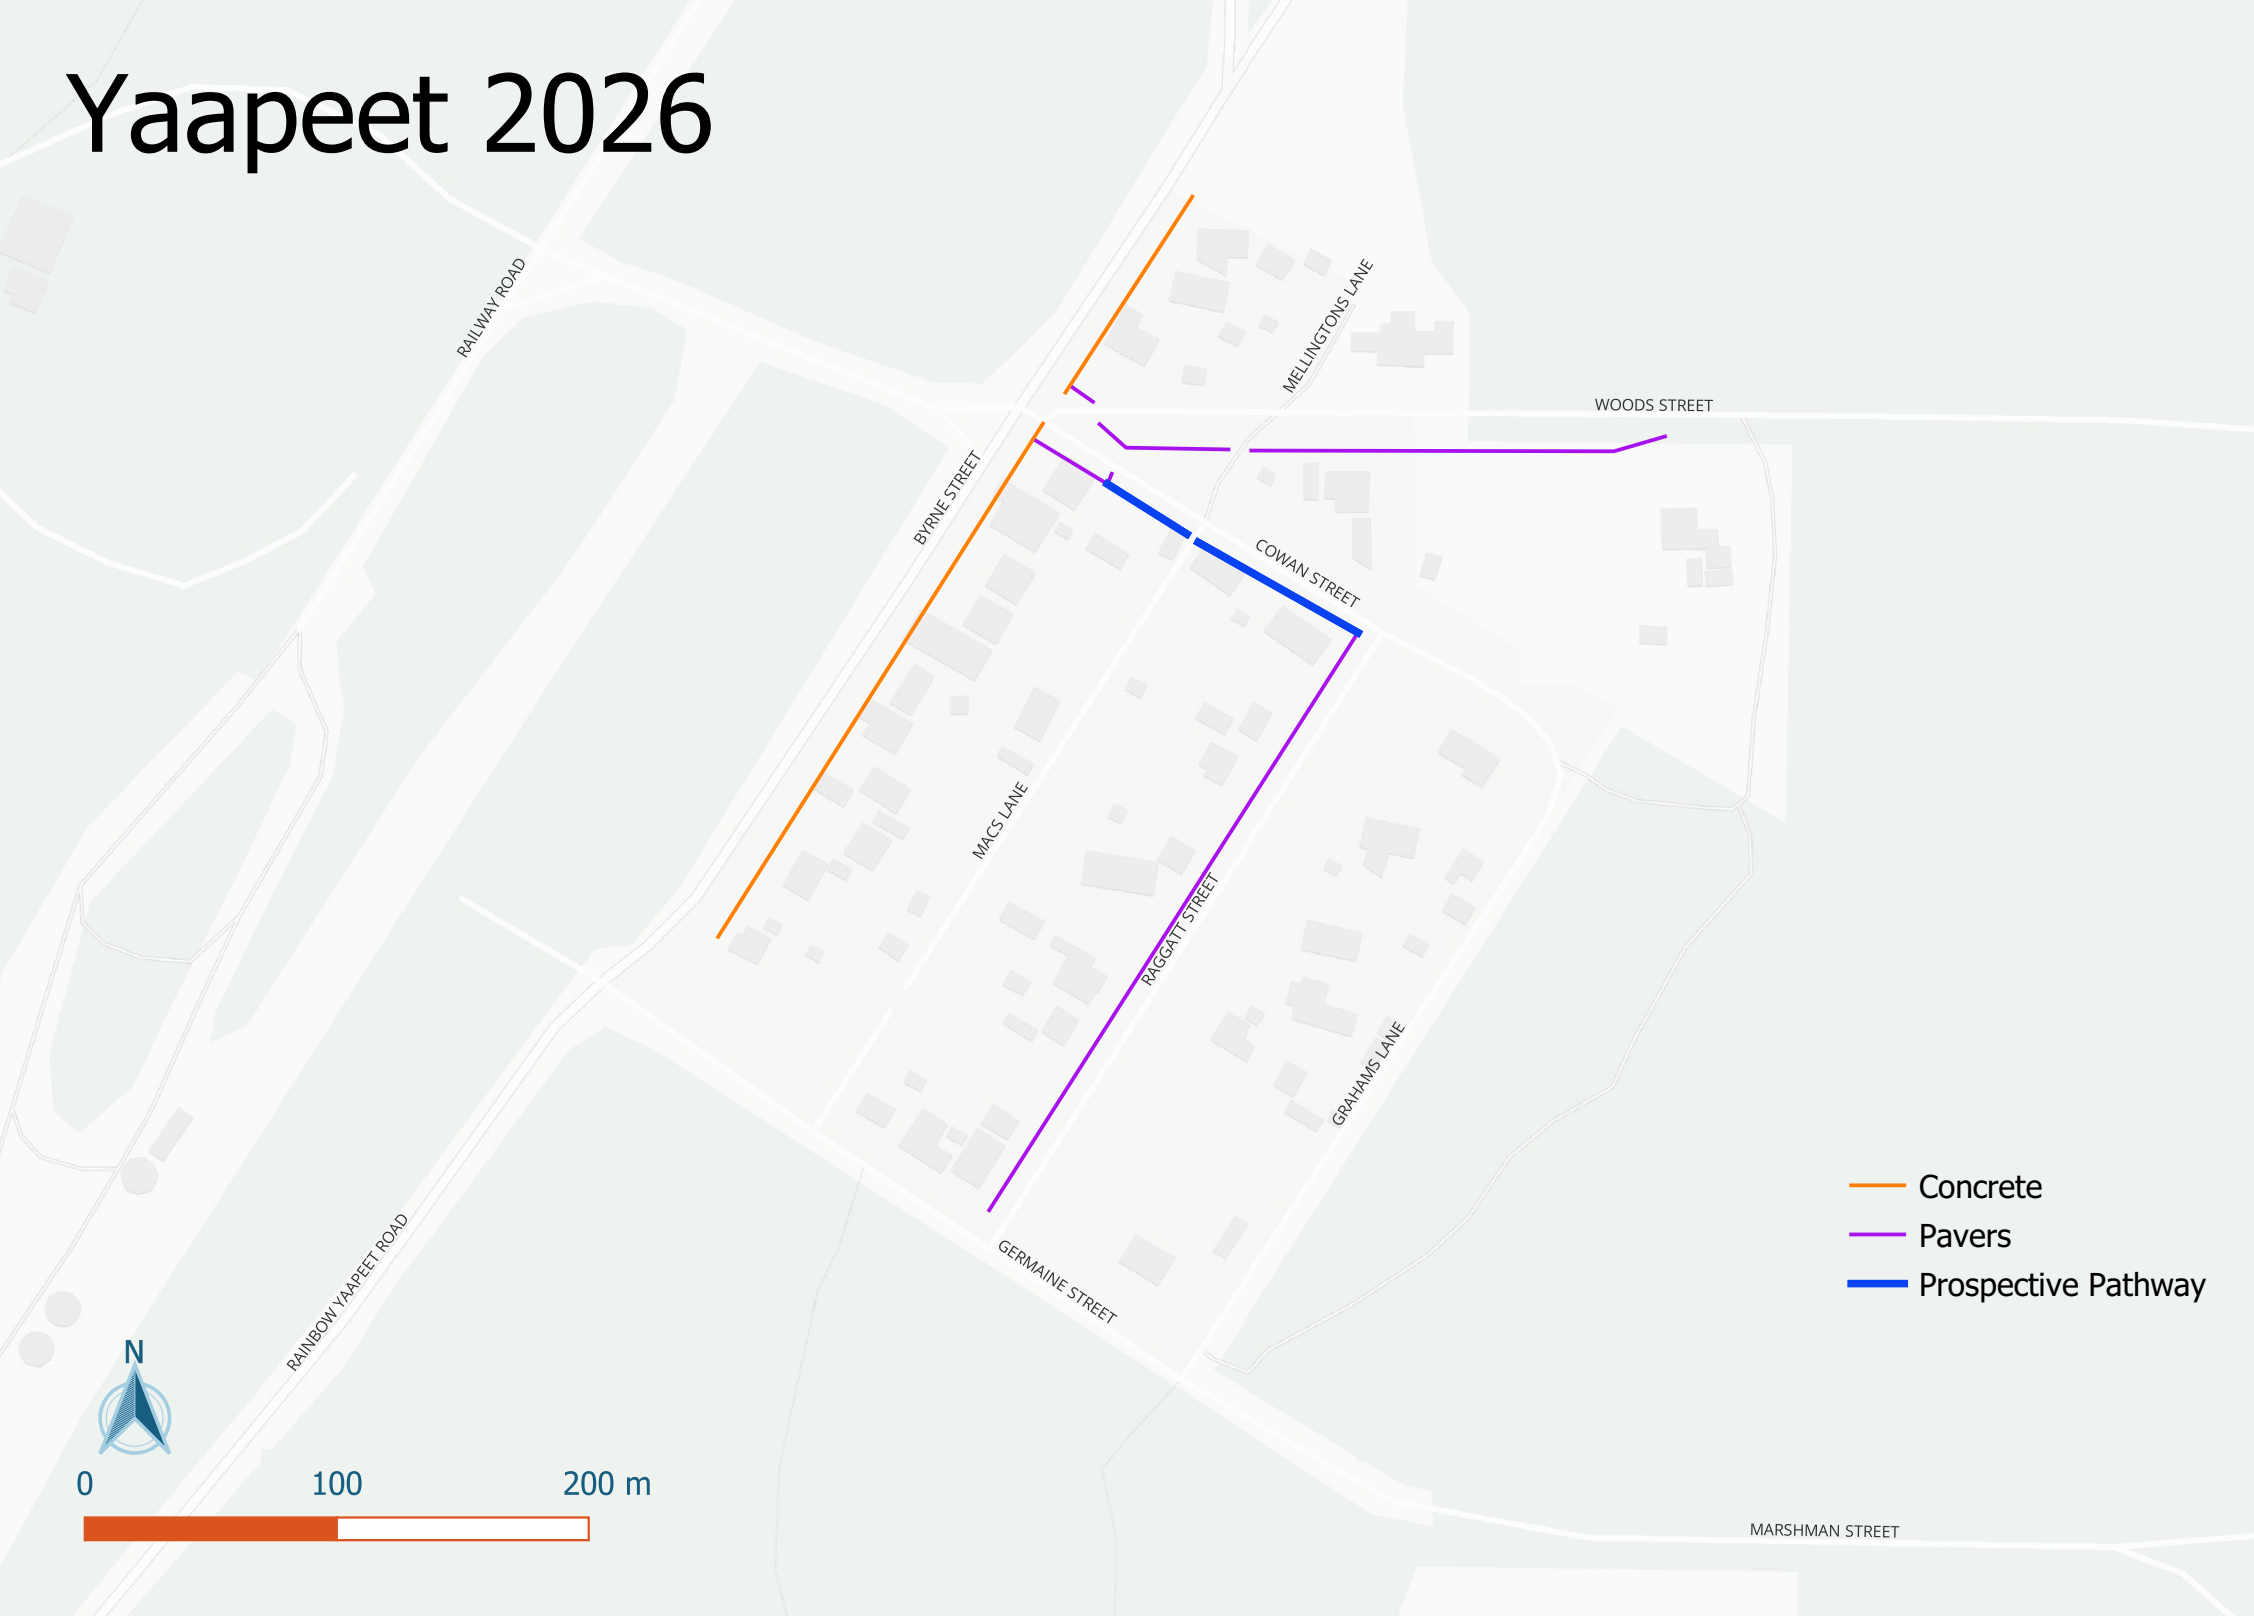 Yaapeet 2026
RAILWAY ROAD
MELLINGTONS LANE
WOODS STREET
BYRNE STREET
COWAN STREET
MACS LANE
RAGGATT STREET
GRAHAMS LANE
GERMAINE STREET
RAINBOW YAAPEET ROAD
MARSHMAN STREET
Concrete
Pavers
Prospective Pathway
N
0 100 200 m